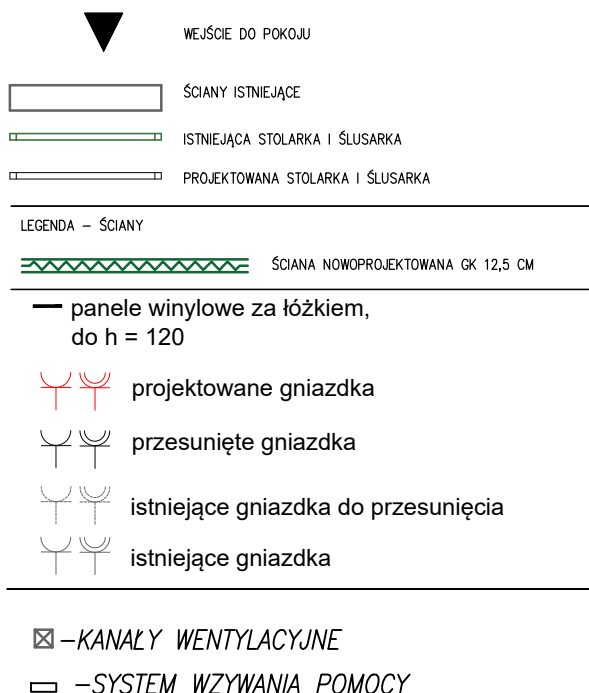 WEJŚCIE DO POKOJU
ŚCIANY ISTNIEJĄCE
ISTNIEJĄCA STOLARKA I ŚLUSARKA
PROJEKTOWANA STOLARKA I ŚLUSARKA
LEGENDA – ŚCIANY
ŚCIANA NOWOPROJEKTOWANA GK 12,5 CM
panele winylowe za łóżkiem,
do h = 120
projektowane gniazdka
przesunięte gniazdka
istniejące gniazdka do przesunięcia
istniejące gniazdka
–KANAŁY WENTYLACYJNE
–SYSTEM WZYWANIA POMOCY